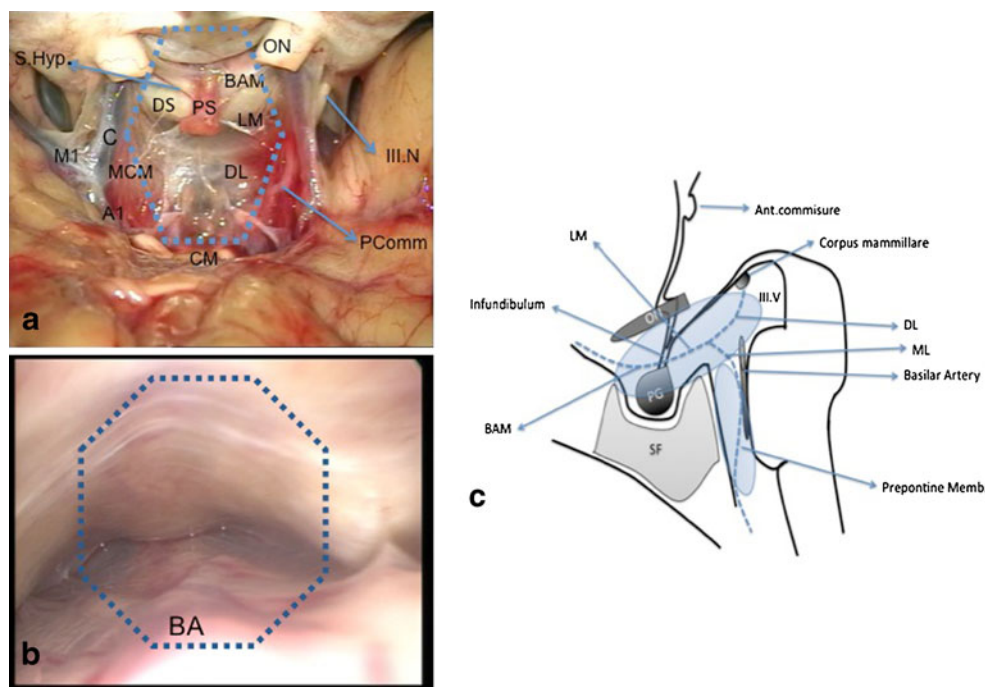 ON
S.Hyp.
BAM
DS
PS
LM
C
M1
III.N
MCM
DL
A1
PComm
CM
a
BA
b
Ant.commisure
LM
Corpus mammillare
Infundibulum
III.V
DL
ML
Basilar Artery
PG
BAM
SF
Prepontine Memb.
c